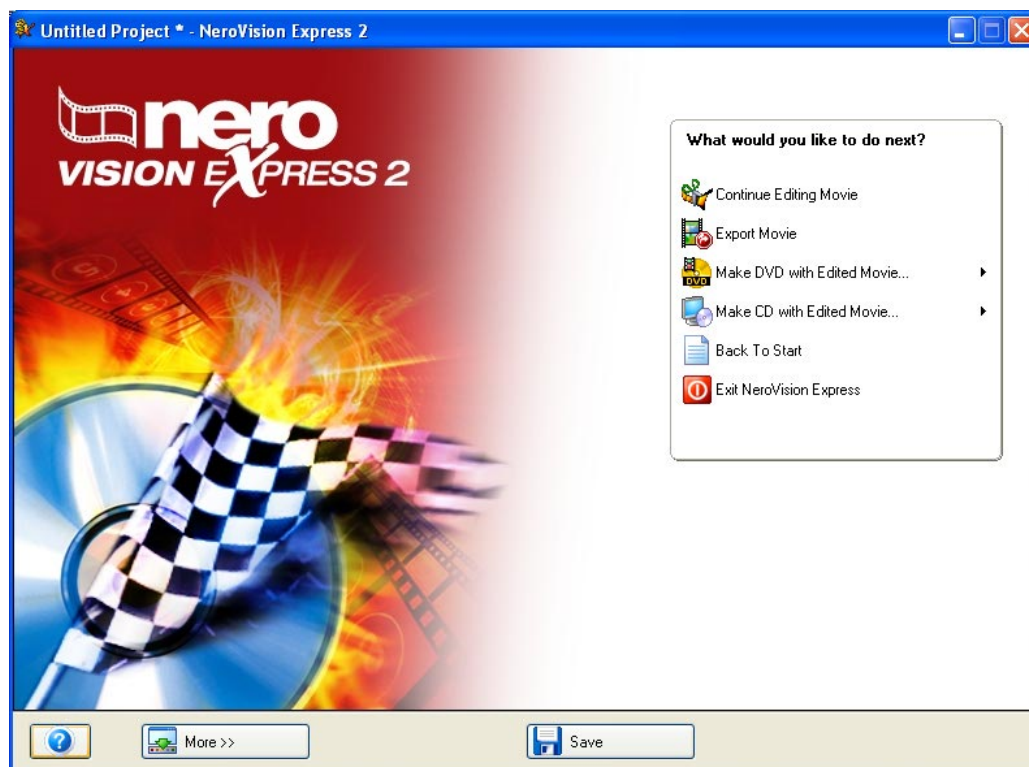 Untitled Project * - NeroVision Express 2
nero
VISION EXPRESS 2
What would you like to do next?
Continue Editing Movie
Export Movie
DVD
Make DVD with Edited Movie...
Make CD with Edited Movie...
Back To Start
Exit NeroVision Express
?
More >>
Save